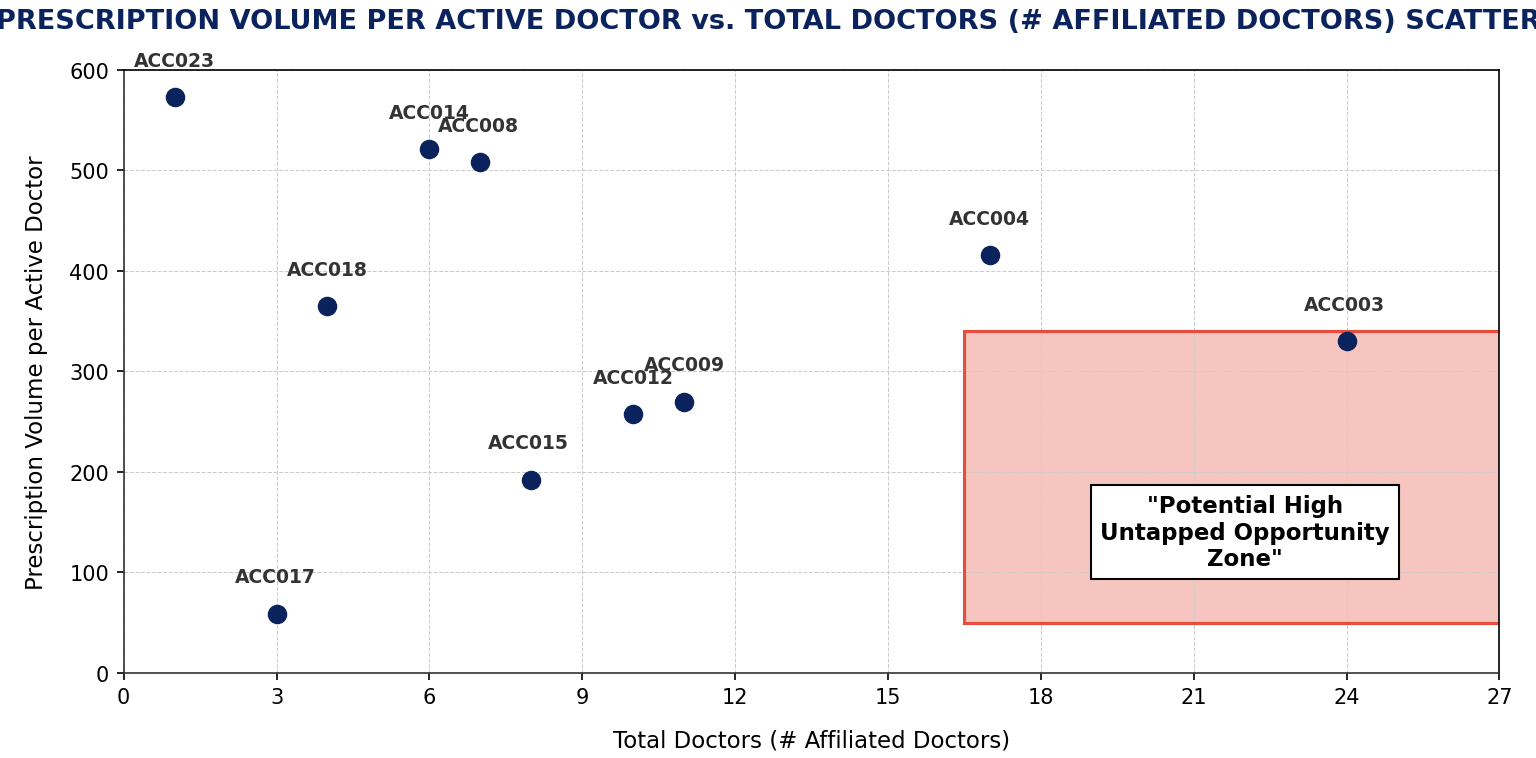 PRESCRIPTION VOLUME PER ACTIVE DOCTOR vs. TOTAL DOCTORS (# AFFILIATED DOCTORS) SCATTER
ACC023
600
ACC014
ACC008
500
ACC004
ACC018
400
ACC003
ACC009
ACC012
300
ACC015
200
"Potential High
Untapped Opportunity
Zone"
ACC017
100
0
Prescription Volume per Active Doctor
0 3 6 9 12 15 18 21 24 27
Total Doctors (# Affiliated Doctors)